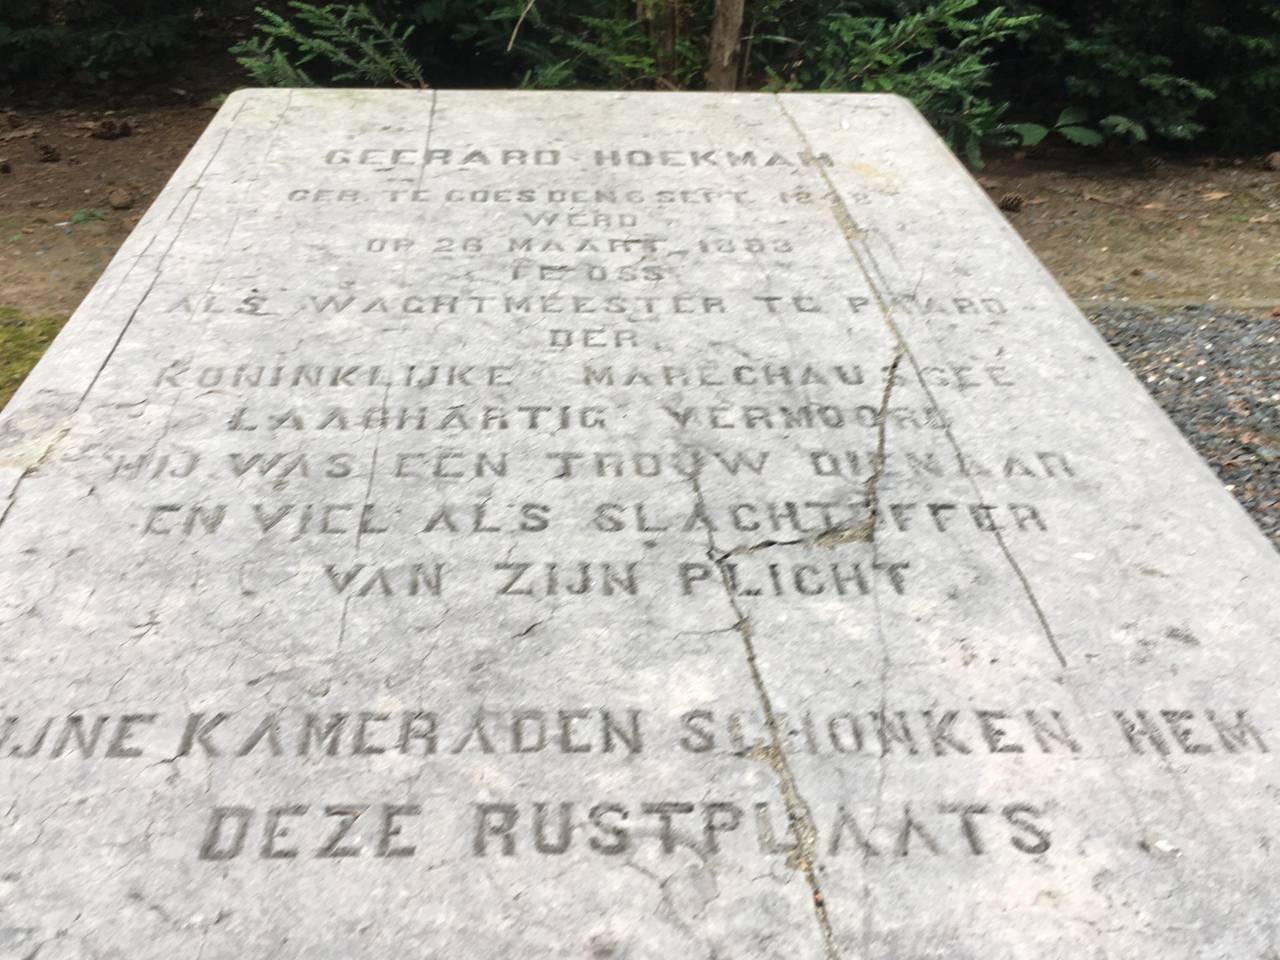 GEERARD HOEKMAN
GEB. TE GOES DEN 6 SEPT.
WERD
OP 26 MAART 1893
TE OSS
ALS WACHTMEESTER TE PAARD
DER
KONINKLIJKE MARECHAUSSEE
LAAGHARTIG VERMOORD
HIJ WAS EEN TROUW DIENAAR
EN VIEL ALS SLACHTOFFER
VAN ZIJN PLICHT
IJNE KAMERADEN SCHONKEN HEM
DEZE RUSTPLAATS